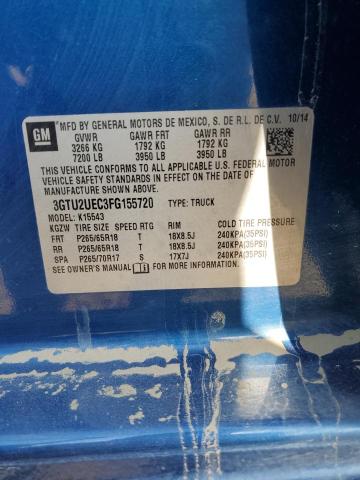 GM
MFD BY GENERAL MOTORS DE MEXICO, S. DE R.L. DE C.V. 10/14
GVWR GAWR FRT GAWR RR
3266 KG 1792 KG 1792 KG
7200 LB 3950 LB 3950 LB
THIS VEHICLE CONFORMS TO ALL APPLICABLE U.S. FEDERAL MOTOR
VEHICLE SAFETY, BUMPER, AND THEFT PREVENTION STANDARDS IN
EFFECT ON THE DATE OF MANUFACTURE SHOWN ABOVE.
3GTU2UEC3FG155720 TYPE: TRUCK
MODEL: K15543
KGZW TIRE SIZE SPEED RTG RIM COLD TIRE PRESSURE
FRT P265/65R18 T 18X8.5J 240KPA(35PSI)
RR P265/65R18 T 18X8.5J 240KPA(35PSI)
SPA P265/70R17 S 17X7J 240KPA(35PSI)
SEE OWNER'S MANUAL FOR MORE INFORMATION.